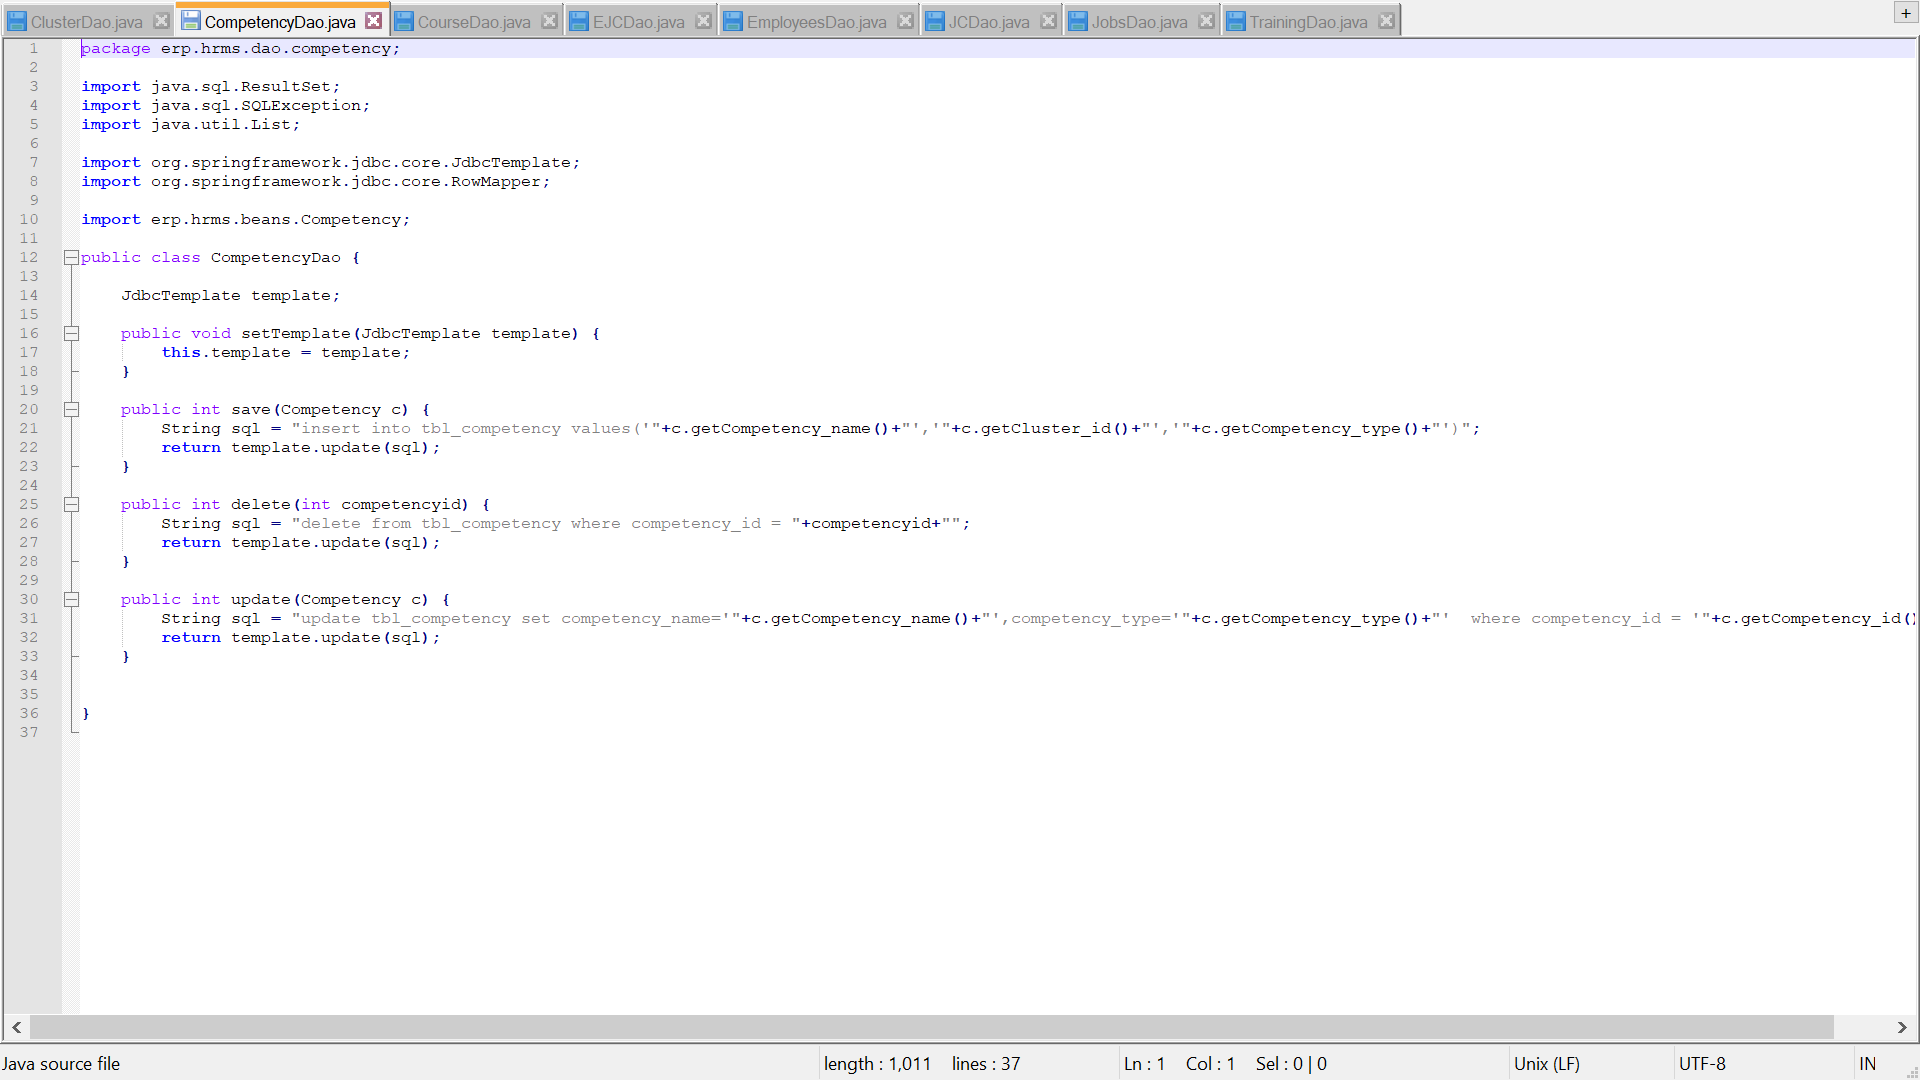 ClusterDao.java CompetencyDao.java CourseDao.java EJCDao.java EmployeesDao.java JCDao.java JobsDao.java TrainingDao.java +
1 package erp.hrms.dao.competency;
2
3 import java.sql.ResultSet;
4 import java.sql.SQLException;
5 import java.util.List;
6
7 import org.springframework.jdbc.core.JdbcTemplate;
8 import org.springframework.jdbc.core.RowMapper;
9
10 import erp.hrms.beans.Competency;
11
12 public class CompetencyDao {
13
14 JdbcTemplate template;
15
16 public void setTemplate(JdbcTemplate template) {
17 this.template = template;
18 }
19
20 public int save(Competency c) {
21 String sql = "insert into tbl_competency values('"+c.getCompetency_name()+"','"+c.getCluster_id()+"','"+c.getCompetency_type()+"')";
22 return template.update(sql);
23 }
24
25 public int delete(int competencyid) {
26 String sql = "delete from tbl_competency where competency_id = "+competencyid+"";
27 return template.update(sql);
28 }
29
30 public int update(Competency c) {
31 String sql = "update tbl_competency set competency_name='"+c.getCompetency_name()+"',competency_type='"+c.getCompetency_type()+"'  where competency_id = '"+c.getCompetency_id()
32 return template.update(sql);
33 }
34
35
36 }
37
Java source file length : 1,011 lines : 37 Ln : 1 Col : 1 Sel : 0 | 0 Unix (LF) UTF-8 IN